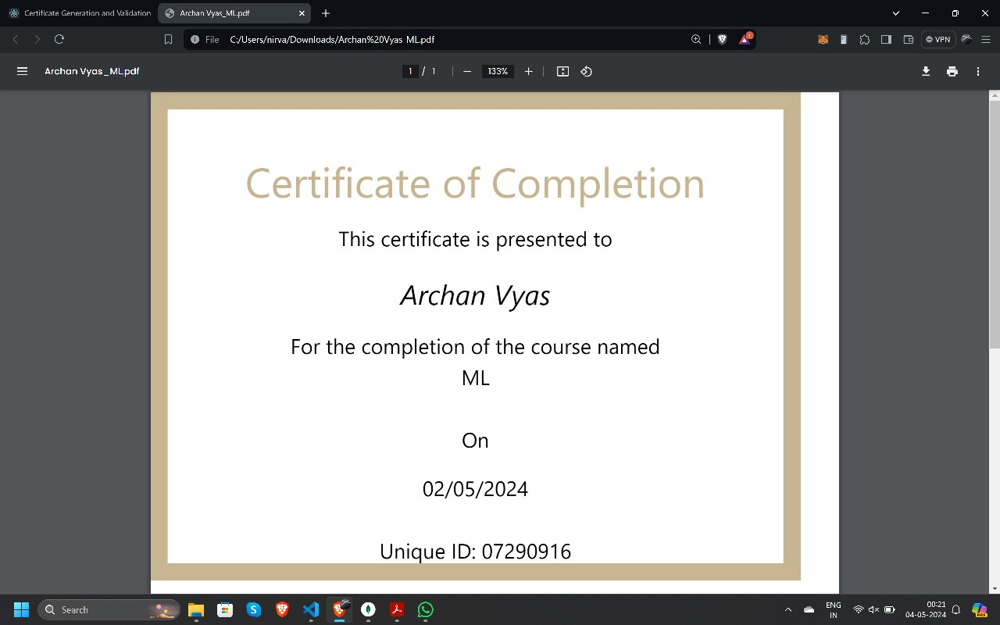 Certificate Generation and Validation
Archan Vyas_ML.pdf
File C:/Users/nirva/Downloads/Archan%20Vyas ML.pdf
1
VPN
Archan Vyas_ML.pdf
1 / 1
133%
Certificate of Completion
This certificate is presented to
Archan Vyas
For the completion of the course named
ML
On
02/05/2024
Unique ID: 07290916
Search
ENG
IN
00:21
04-05-2024
PRE